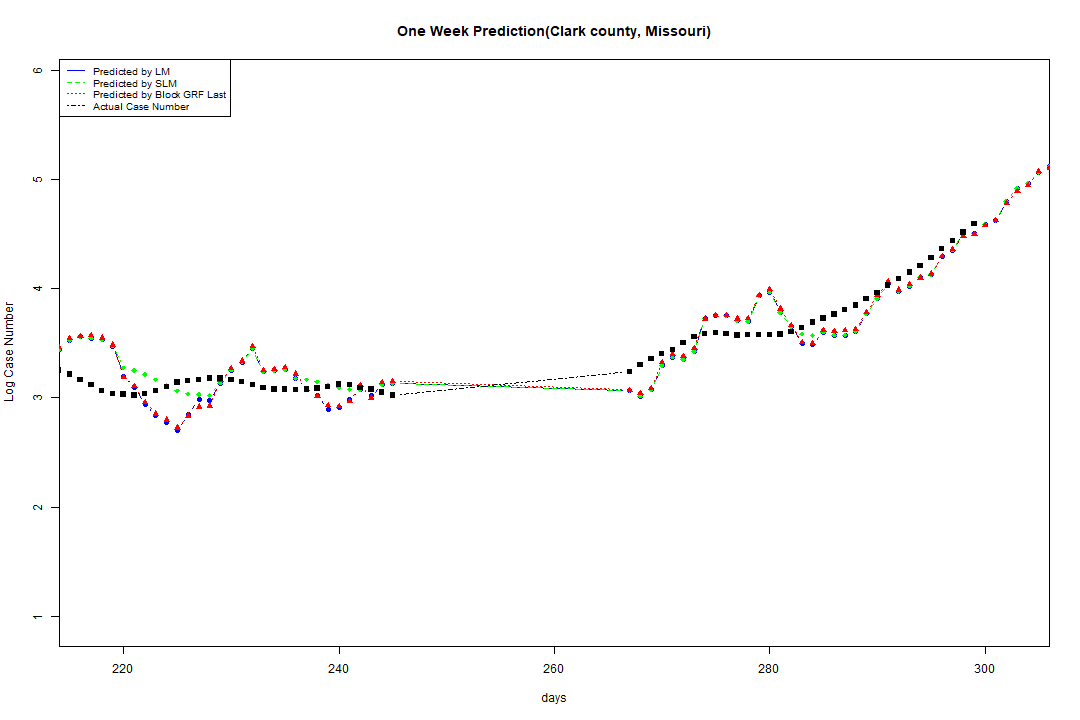 One Week Prediction(Clark county, Missouri)
Predicted by LM
Predicted by SLM
Predicted by Block GRF Last
Actual Case Number
6
5
4
3
2
1
Log Case Number
220 240 260 280 300
days